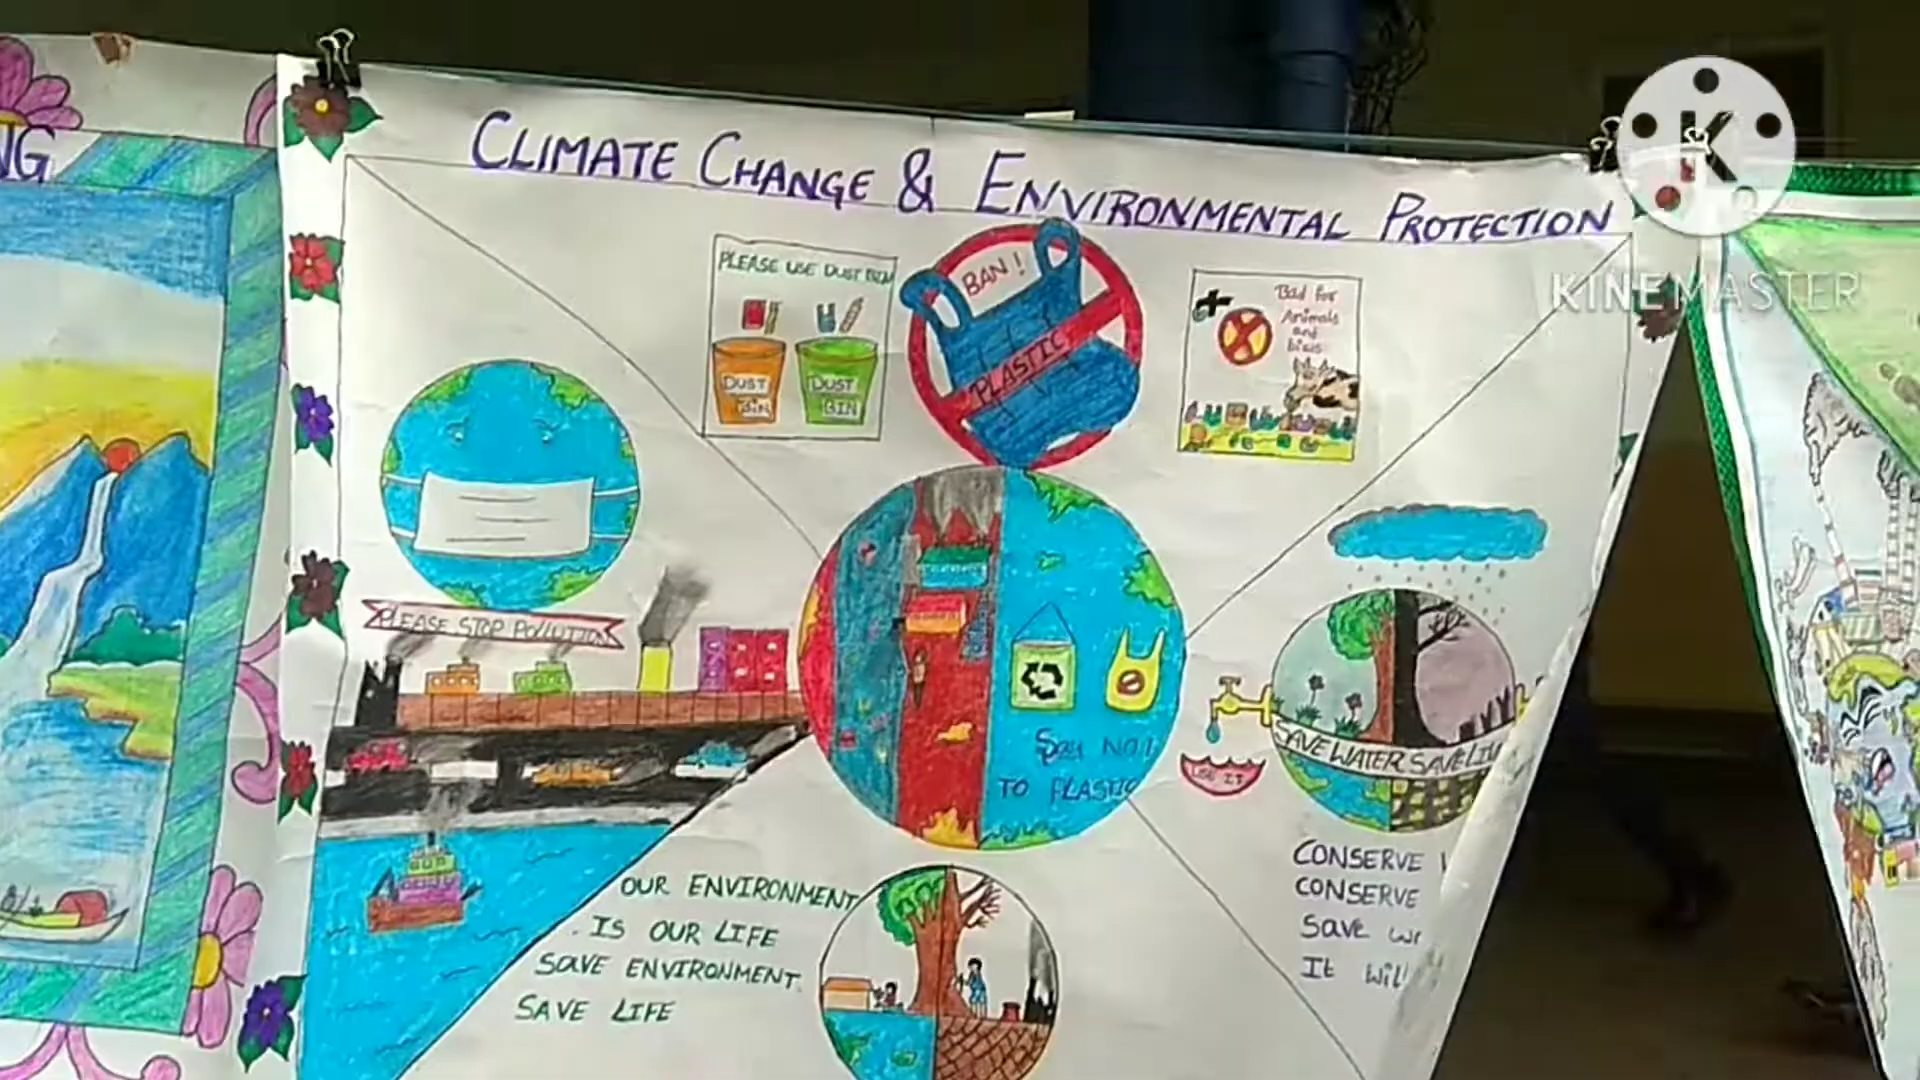 NG
CLIMATE CHANGE & ENVIRONMENTAL PROTECTION
PLEASE USE DUST BIN
DUST BIN
DUST BIN
BAN!
PLASTIC
Bad for
Animals
and
birds
K
KINEMASTER
PLEASE STOP POLLUTION
SAY NO!
TO PLASTIC
USE IT
SAVE WATER SAVE
CONSERVE
CONSERVE
Save
It
OUR ENVIRONMENT
IS OUR LIFE
SAVE ENVIRONMENT
SAVE LIFE